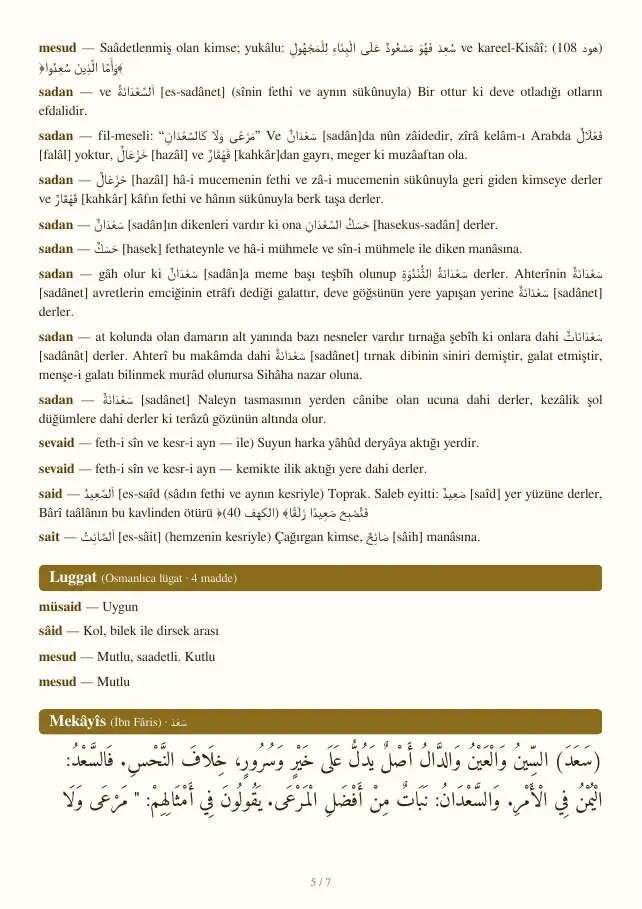 mesud — Saâdetlenmiş olan kimse; yukâlu: سُعِدَ فَهُوَ مَسْعُودٌ عَلَى الْبِنَاءِ لِلْمَجْهُولِ ve kareel-Kisâî: (هود 108)
﴿وَأَمَّا الَّذِينَ سُعِدُوا﴾
sadan — ve اَلسَّعْدَانَةُ [es-sadânet] (sînin fethi ve aynın sükûnuyla) Bir ottur ki deve otladığı otların
efdalidir.
sadan — fil-meseli: “مَرْعًى وَلَا كَالسَّعْدَانِ” Ve سَعْدَانٌ [sadân]da nûn zâidedir, zîrâ kelâm-ı Arabda فَعْلَالٌ
[falâl] yoktur, خَزْعَالٌ [hazâl] ve قَهْقَارٌ [kahkâr]dan gayrı, meger ki muzâaftan ola.
sadan — خَزْعَالٌ [hazâl] hâ-i mucemenin fethi ve zâ-i mucemenin sükûnuyla geri giden kimseye derler
ve قَهْقَارٌ [kahkâr] kâfın fethi ve hânın sükûnuyla berk taşa derler.
sadan — سَعْدَانٌ [sadân]ın dikenleri vardır ki ona حَسَكُ السَّعْدَانِ [hasekus-sadân] derler.
sadan — حَسَكٌ [hasek] fethateynle ve hâ-i mühmele ve sîn-i mühmele ile diken manâsına.
sadan — gâh olur ki سَعْدَانٌ [sadân]a meme başı teşbîh olunup سَعْدَانَةُ الثُّنْدُوَةِ derler. Ahterînin سَعْدَانَةٌ
[sadânet] avretlerin emciğinin etrâfı dediği galattır, deve göğsünün yere yapışan yerine سَعْدَانَةٌ [sadânet]
derler.
sadan — at kolunda olan damarın alt yanında bazı nesneler vardır tırnağa şebîh ki onlara dahi سَعْدَانَاتٌ
[sadânât] derler. Ahterî bu makâmda dahi سَعْدَانَةٌ [sadânet] tırnak dibinin siniri demiştir, galat etmiştir,
menşe-i galatı bilinmek murâd olunursa Sihâha nazar oluna.
sadan — سَعْدَانَةٌ [sadânet] Naleyn tasmasının yerden cânibe olan ucuna dahi derler, kezâlik şol
düğümlere dahi derler ki terâzû gözünün altında olur.
sevaid — feth-i sîn ve kesr-i ayn — ile) Suyun harka yâhûd deryâya aktığı yerdir.
sevaid — feth-i sîn ve kesr-i ayn — kemikte ilik aktığı yere dahi derler.
said — اَلصَّعِيدُ [es-saîd (sâdın fethi ve aynın kesriyle) Toprak. Saleb eyitti: صَعِيدٌ [saîd] yer yüzüne derler,
Bârî taâlânın bu kavlinden ötürü ﴿فَتُصْبِحَ صَعِيدًا زَلَقًا﴾ (الكهف 40)
sait — اَلصَّائِتُ [es-sâit] (hemzenin kesriyle) Çağırgan kimse, صَائِحٌ [sâih] manâsına.
Luggat (Osmanlıca lügat · 4 madde)
müsaid — Uygun
sâid — Kol, bilek ile dirsek arası
mesud — Mutlu, saadetli. Kutlu
mesud — Mutlu
Mekâyîs (İbn Fâris) · سَعَدَ
(سَعَدَ) السِّينُ وَالْعَيْنُ وَالدَّالُ أَصْلٌ يَدُلُّ عَلَى خَيْرٍ وَسُرُورٍ، خِلَافَ النَّحْسِ. فَالسَّعْدُ:
الْيُمْنُ فِي الْأَمْرِ. وَالسَّعْدَانُ: نَبَاتٌ مِنْ أَفْضَلِ الْمَرْعَى. يَقُولُونَ فِي أَمْثَالِهِمْ: " مَرْعًى وَلَا
5 / 7